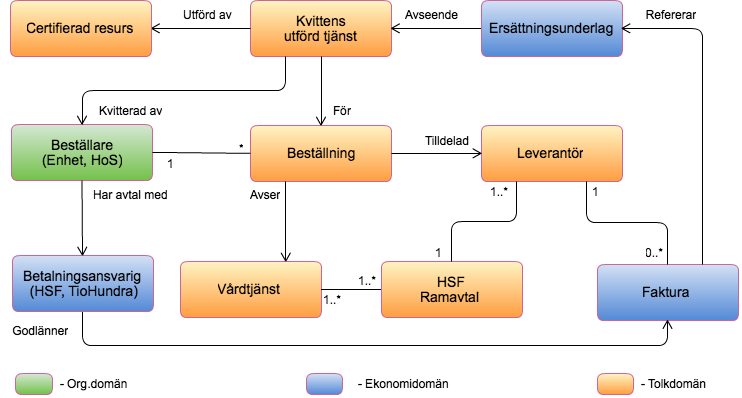 Certifierad resurs
Utförd av
Kvittens
utförd tjänst
Avseende
Ersättningsunderlag
Refererar
Kvitterad av
För
Beställare
(Enhet, HoS)
1
*
Beställning
Tilldelad
Leverantör
Har avtal med
Avser
1..*
1
Betalningsansvarig
(HSF, TioHundra)
Vårdtjänst
1..*
1..*
1
HSF
Ramavtal
0..*
Faktura
Godlänner
- Org.domän
- Ekonomidomän
- Tolkdomän